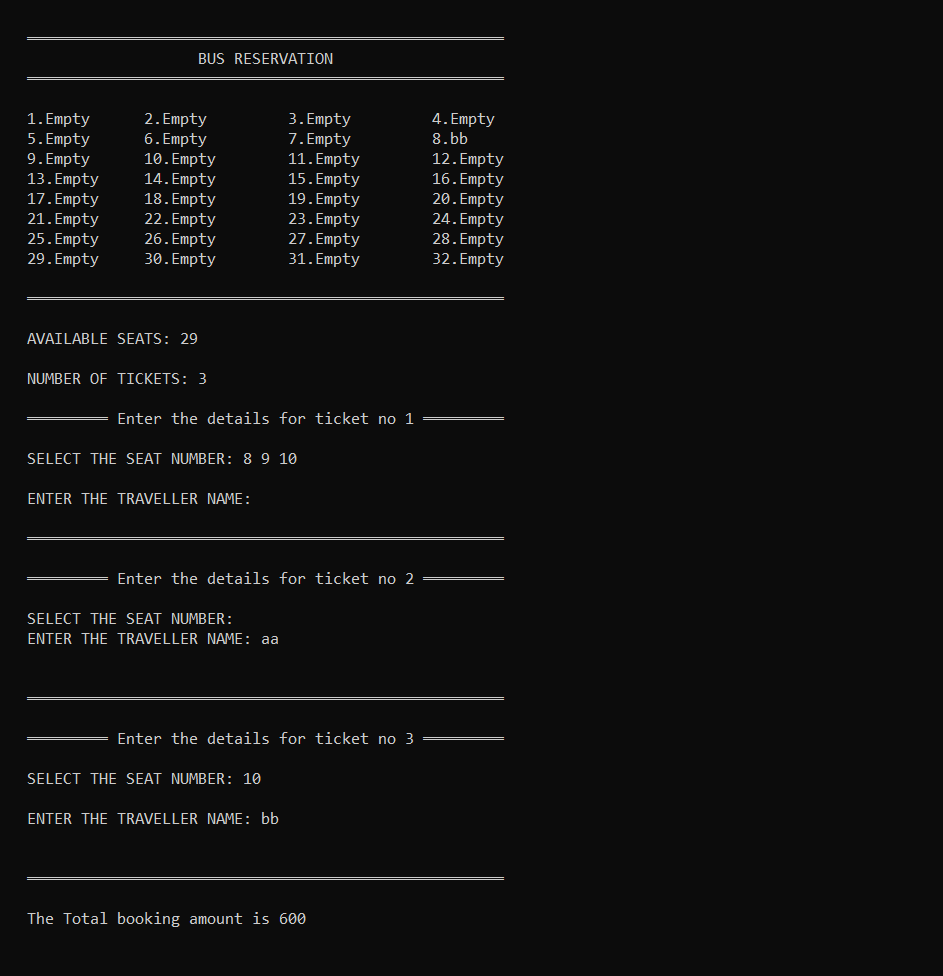 BUS RESERVATION
1.Empty 2.Empty 3.Empty 4.Empty
5.Empty 6.Empty 7.Empty 8.bb
9.Empty 10.Empty 11.Empty 12.Empty
13.Empty 14.Empty 15.Empty 16.Empty
17.Empty 18.Empty 19.Empty 20.Empty
21.Empty 22.Empty 23.Empty 24.Empty
25.Empty 26.Empty 27.Empty 28.Empty
29.Empty 30.Empty 31.Empty 32.Empty
AVAILABLE SEATS: 29
NUMBER OF TICKETS: 3
Enter the details for ticket no 1
SELECT THE SEAT NUMBER: 8 9 10
ENTER THE TRAVELLER NAME:
Enter the details for ticket no 2
SELECT THE SEAT NUMBER:
ENTER THE TRAVELLER NAME: aa
Enter the details for ticket no 3
SELECT THE SEAT NUMBER: 10
ENTER THE TRAVELLER NAME: bb
The Total booking amount is 600